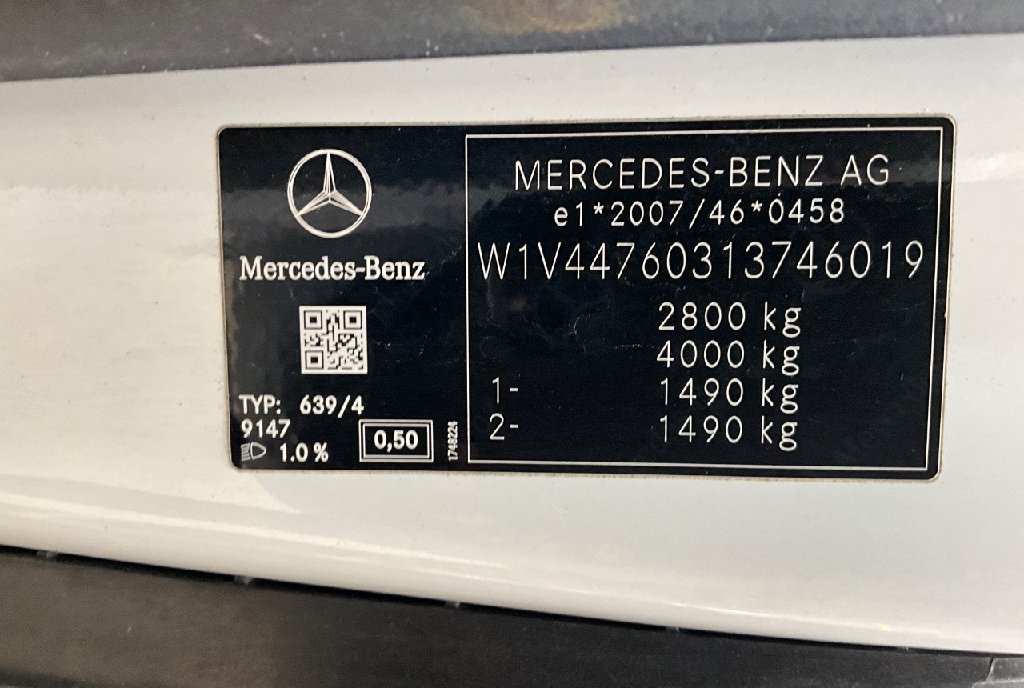 Mercedes-Benz
TYP: 639/4
9147
1.0 %
0,50
1748224
MERCEDES-BENZ AG
e1*2007/46*0458
W1V44760313746019
2800 kg
4000 kg
1- 1490 kg
2- 1490 kg